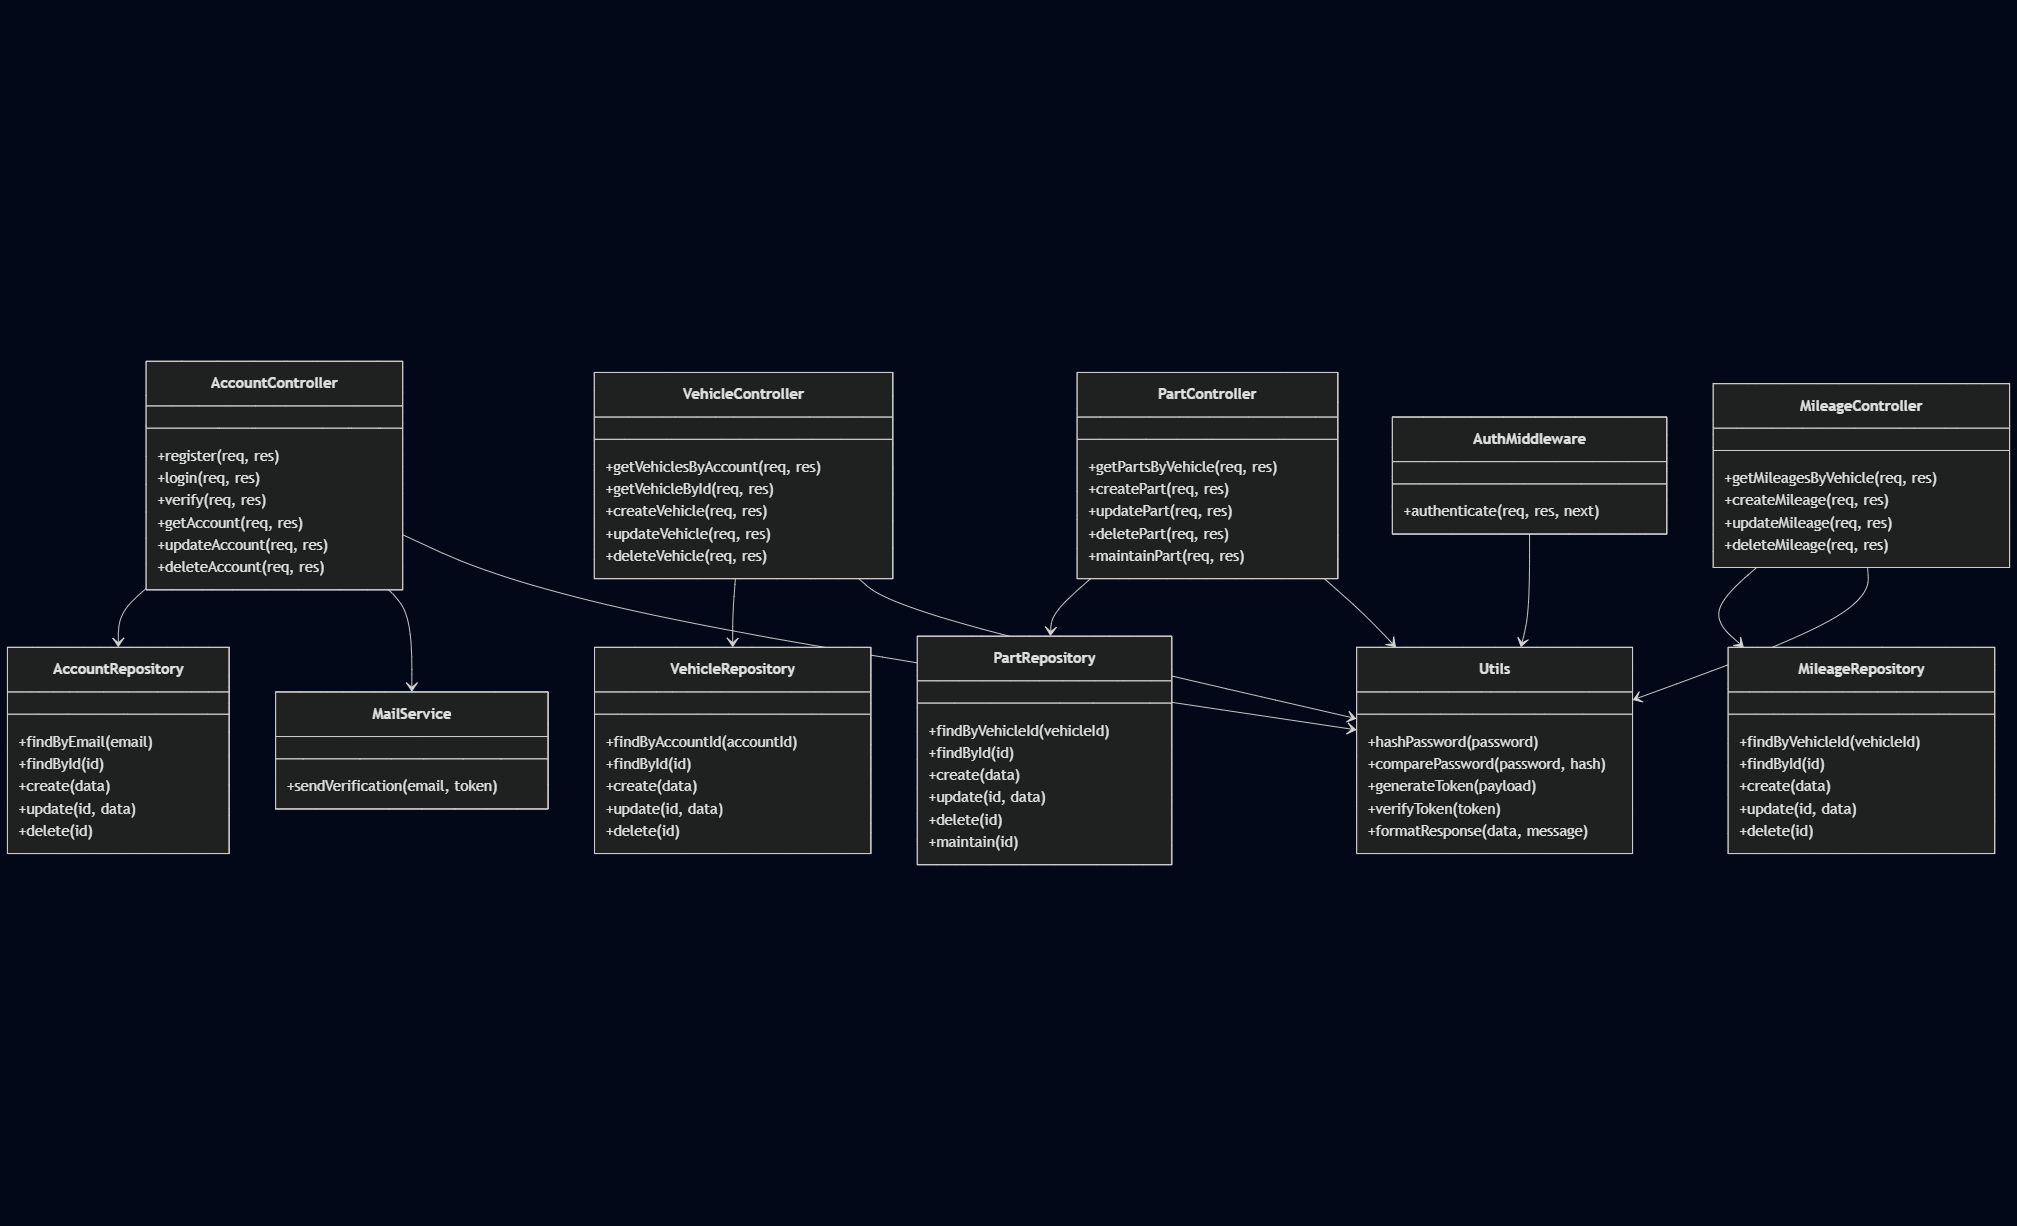 AccountController
+register(req, res)
+login(req, res)
+verify(req, res)
+getAccount(req, res)
+updateAccount(req, res)
+deleteAccount(req, res)
VehicleController
+getVehiclesByAccount(req, res)
+getVehicleById(req, res)
+createVehicle(req, res)
+updateVehicle(req, res)
+deleteVehicle(req, res)
PartController
+getPartsByVehicle(req, res)
+createPart(req, res)
+updatePart(req, res)
+deletePart(req, res)
+maintainPart(req, res)
AuthMiddleware
+authenticate(req, res, next)
MileageController
+getMileagesByVehicle(req, res)
+createMileage(req, res)
+updateMileage(req, res)
+deleteMileage(req, res)
AccountRepository
+findByEmail(email)
+findById(id)
+create(data)
+update(id, data)
+delete(id)
MailService
+sendVerification(email, token)
VehicleRepository
+findByAccountId(accountId)
+findById(id)
+create(data)
+update(id, data)
+delete(id)
PartRepository
+findByVehicleId(vehicleId)
+findById(id)
+create(data)
+update(id, data)
+delete(id)
+maintain(id)
Utils
+hashPassword(password)
+comparePassword(password, hash)
+generateToken(payload)
+verifyToken(token)
+formatResponse(data, message)
MileageRepository
+findByVehicleId(vehicleId)
+findById(id)
+create(data)
+update(id, data)
+delete(id)